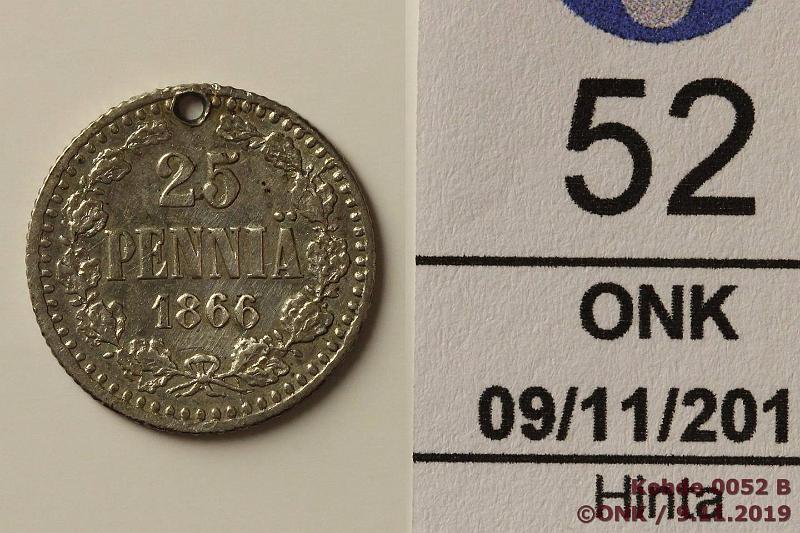 25
PENNIÄ
1866
52
ONK
09/11/201
Hinta
Kohde 0052 B
©ONK / 9.11.2019